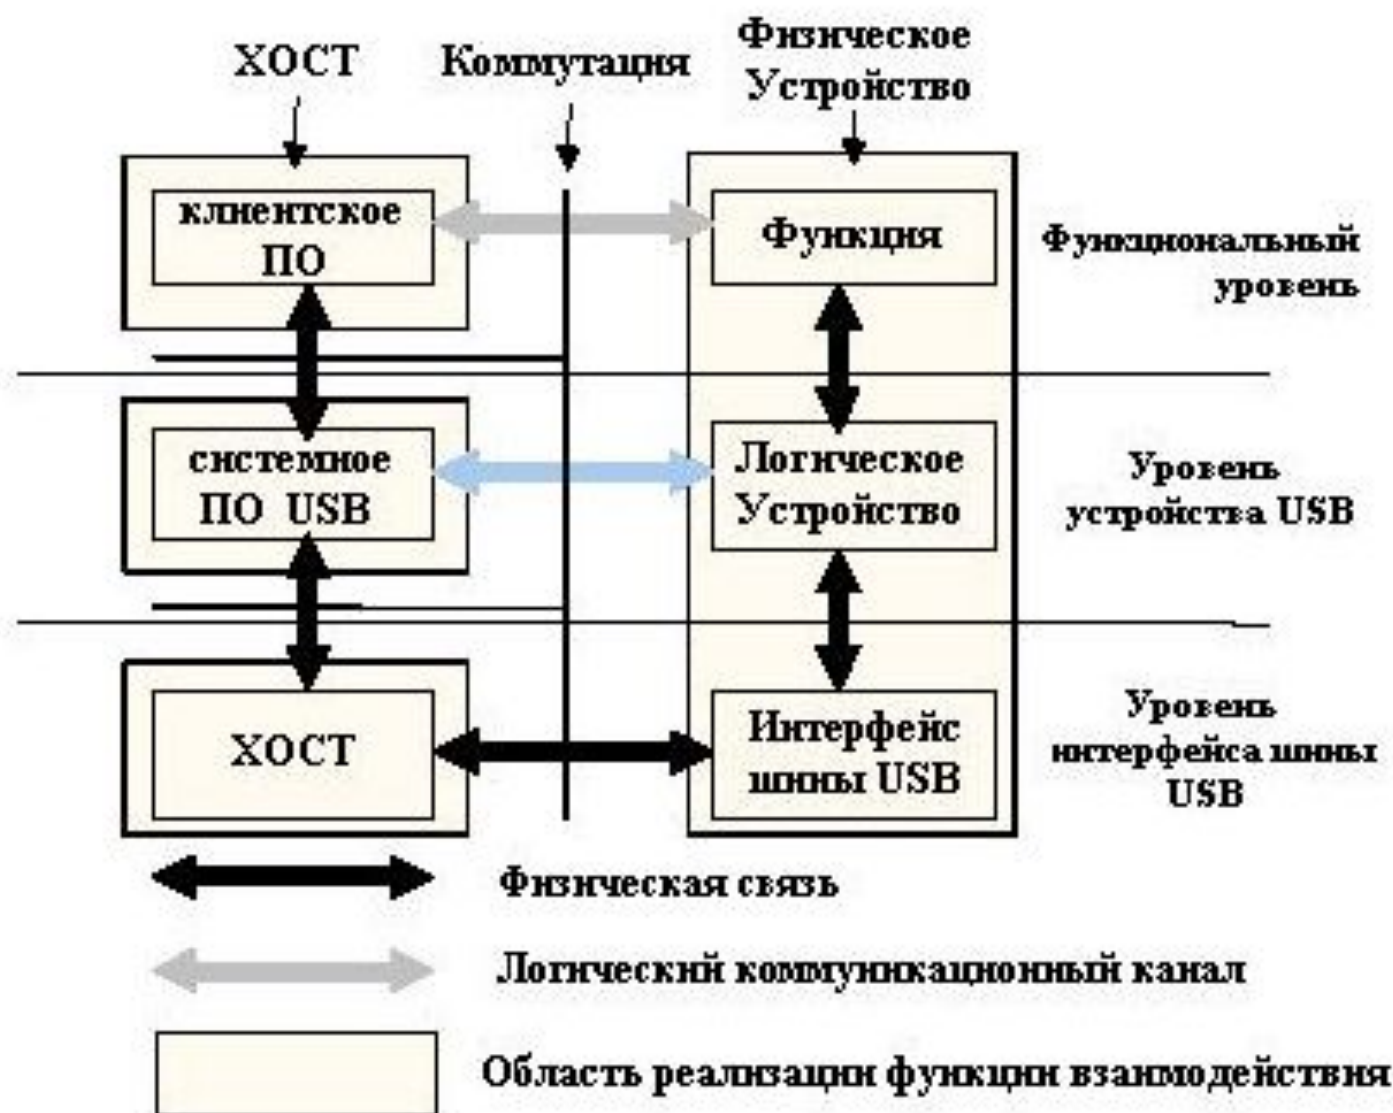 ХОСТ
Коммутация
Физическое
Устройство
клиентское
ПО
Функция
Функциональный
уровень
системное
ПО USB
Логическое
Устройство
Уровень
устройства USB
ХОСТ
Интерфейс
шины USB
Уровень
интерфейса шины
USB
Физическая связь
Логический коммуникационный канал
Область реализации функции взаимодействия